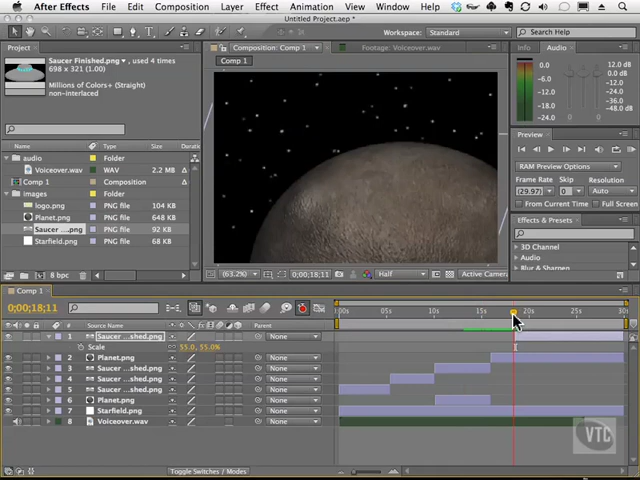 After Effects File Edit Composition Layer Effect Animation View Window Help
Untitled Project.aep *
Workspace: Standard Search Help
Project
Saucer Finished.png, used 4 times
698 x 321 (1.00)
Millions of Colors+ (Straight)
non-interlaced
Name Type Size
audio Folder
Voiceover.wav WAV 2.2 MB
Comp 1 Composition
images Folder
logo.png PNG file 104 KB
Planet.png PNG file 648 KB
Saucer ....png PNG file 92 KB
Starfield.png PNG file 68 KB
8 bpc
Composition: Comp 1 Footage: Voiceover.wav
Comp 1
(63.2%) 0;00;18;11 Half Active Camera
Info Audio
0.0 12.0 dB
-6.0 0.0 dB
-12.0 -12.0
-18.0 -36.0
-24.0 -48.0 dB
Preview
RAM Preview Options
Frame Rate Skip Resolution
(29.97) 0 Auto
From Current Time Full Screen
Effects & Presets
3D Channel
Audio
Blur & Sharpen
Comp 1
0;00;18;11
:00s 05s 10s 15s 20s 25s 30s
# Source Name Parent
1 Saucer ...shed.png None
Scale 55.0, 55.0%
2 Planet.png None
3 Saucer ...shed.png None
4 Saucer ...shed.png None
5 Saucer ...shed.png None
6 Planet.png None
7 Starfield.png None
8 Voiceover.wav None
VTC
Toggle Switches / Modes